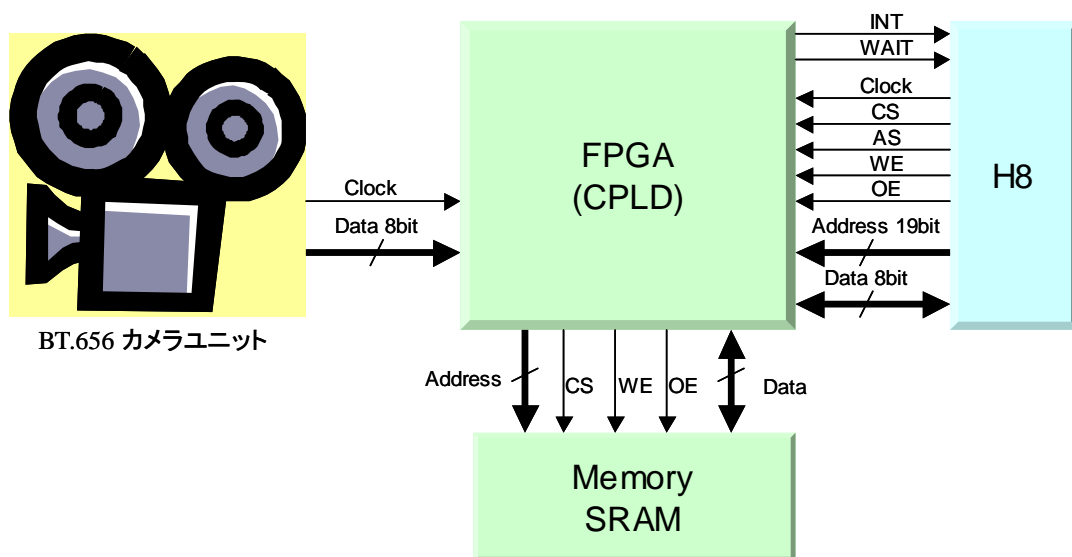 INT
WAIT
Clock
CS
AS
WE
OE
Address 19bit
Data 8bit
FPGA
(CPLD)
H8
Clock
Data 8bit
BT.656 カメラユニット
Address
CS
WE
OE
Data
Memory
SRAM